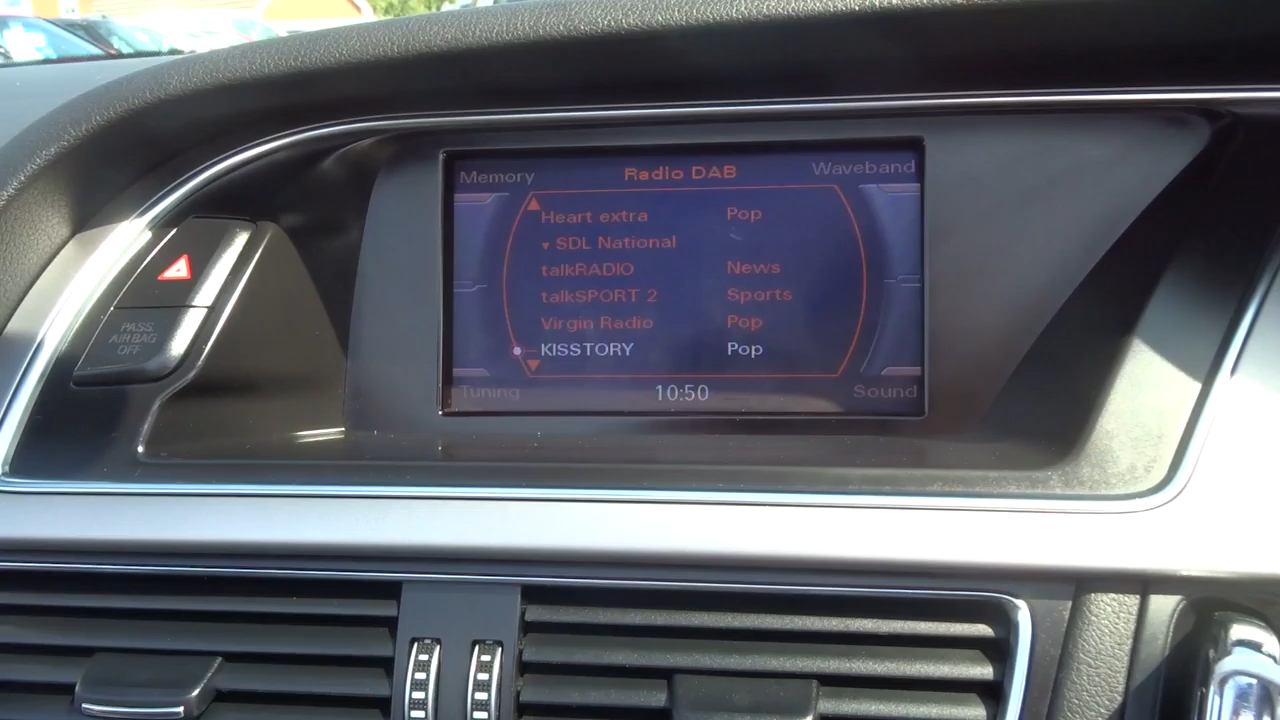 Memory Radio DAB Waveband
Heart extra Pop
▾ SDL National
talkRADIO News
talkSPORT 2 Sports
Virgin Radio Pop
KISSTORY Pop
Tuning 10:50 Sound
PASS.
AIR BAG
OFF